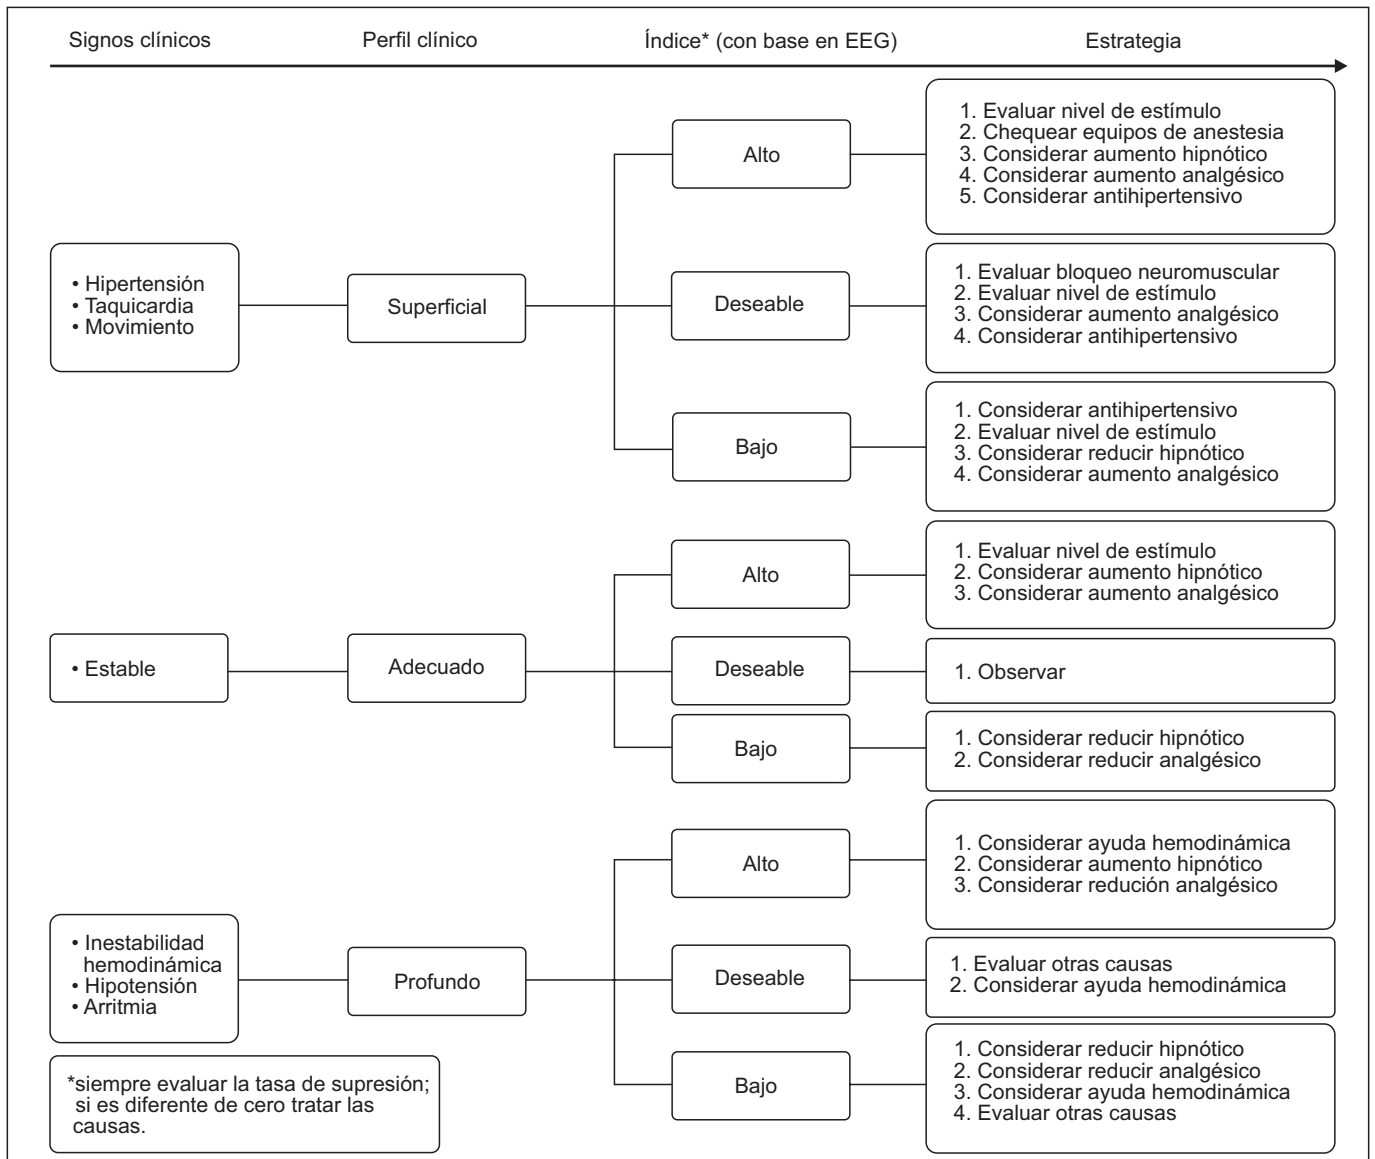 Signos clínicos
Perfil clínico
Índice* (con base en EEG)
Estrategia
• Hipertensión
• Taquicardia
• Movimiento
Superficial
Alto
1. Evaluar nivel de estímulo
2. Chequear equipos de anestesia
3. Considerar aumento hipnótico
4. Considerar aumento analgésico
5. Considerar antihipertensivo
Deseable
1. Evaluar bloqueo neuromuscular
2. Evaluar nivel de estímulo
3. Considerar aumento analgésico
4. Considerar antihipertensivo
Bajo
1. Considerar antihipertensivo
2. Evaluar nivel de estímulo
3. Considerar reducir hipnótico
4. Considerar aumento analgésico
• Estable
Adecuado
Alto
1. Evaluar nivel de estímulo
2. Considerar aumento hipnótico
3. Considerar aumento analgésico
Deseable
1. Observar
Bajo
1. Considerar reducir hipnótico
2. Considerar reducir analgésico
• Inestabilidad
hemodinámica
• Hipotensión
• Arritmia
Profundo
Alto
1. Considerar ayuda hemodinámica
2. Considerar aumento hipnótico
3. Considerar redución analgésico
Deseable
1. Evaluar otras causas
2. Considerar ayuda hemodinámica
Bajo
1. Considerar reducir hipnótico
2. Considerar reducir analgésico
3. Considerar ayuda hemodinámica
4. Evaluar otras causas
*siempre evaluar la tasa de supresión;
si es diferente de cero tratar las
causas.